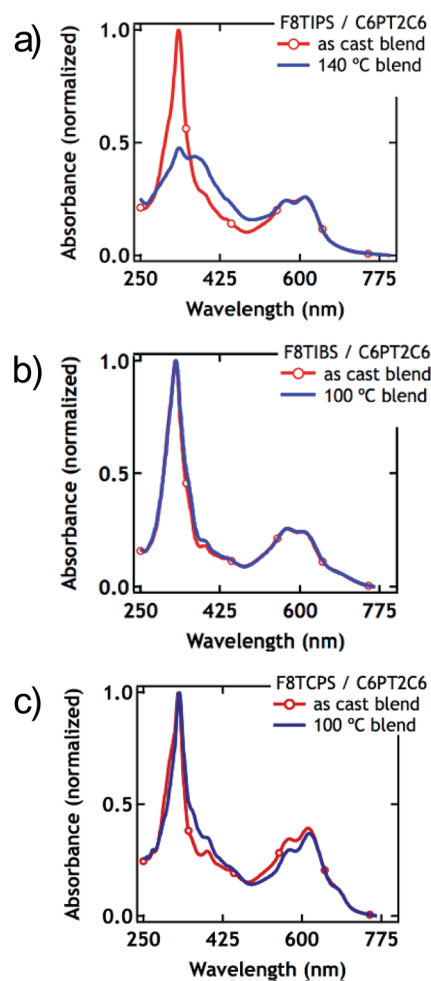 a)
F8TIPS / C6PT2C6
as cast blend
140 ºC blend
Absorbance (normalized)
1.0
0.5
0.0
250 425 600 775
Wavelength (nm)
b)
F8TIBS / C6PT2C6
as cast blend
100 ºC blend
Absorbance (normalized)
1.0
0.5
0.0
250 425 600 775
Wavelength (nm)
c)
F8TCPS / C6PT2C6
as cast blend
100 ºC blend
Absorbance (normalized)
1.0
0.5
0.0
250 425 600 775
Wavelength (nm)